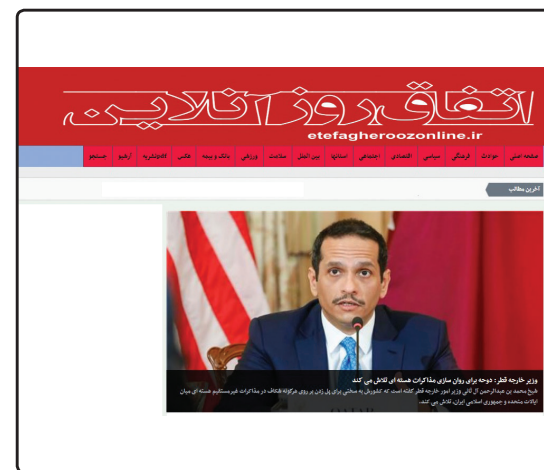 اتفاق روز آنلاین
etefagheroozonline.ir
صفحه اصلی حوادث فرهنگی سیاسی اقتصادی اجتماعی استانها بین الملل سلامت ورزشی بانک و بیمه عکس کافه‌نشریه آرشیو جستجو
آخرین مطالب
وزیر خارجه قطر: دوحه برای روان سازی مذاکرات هسته ای تلاش می کند
شیخ محمد بن عبدالرحمن آل ثانی وزیر امور خارجه قطر گفته است که کشورش به سختی برای پل زدن بر روی هرگونه شکاف در مذاکرات غیرمستقیم هسته ای میان
ایالات متحده و جمهوری اسلامی ایران، تلاش می کند.